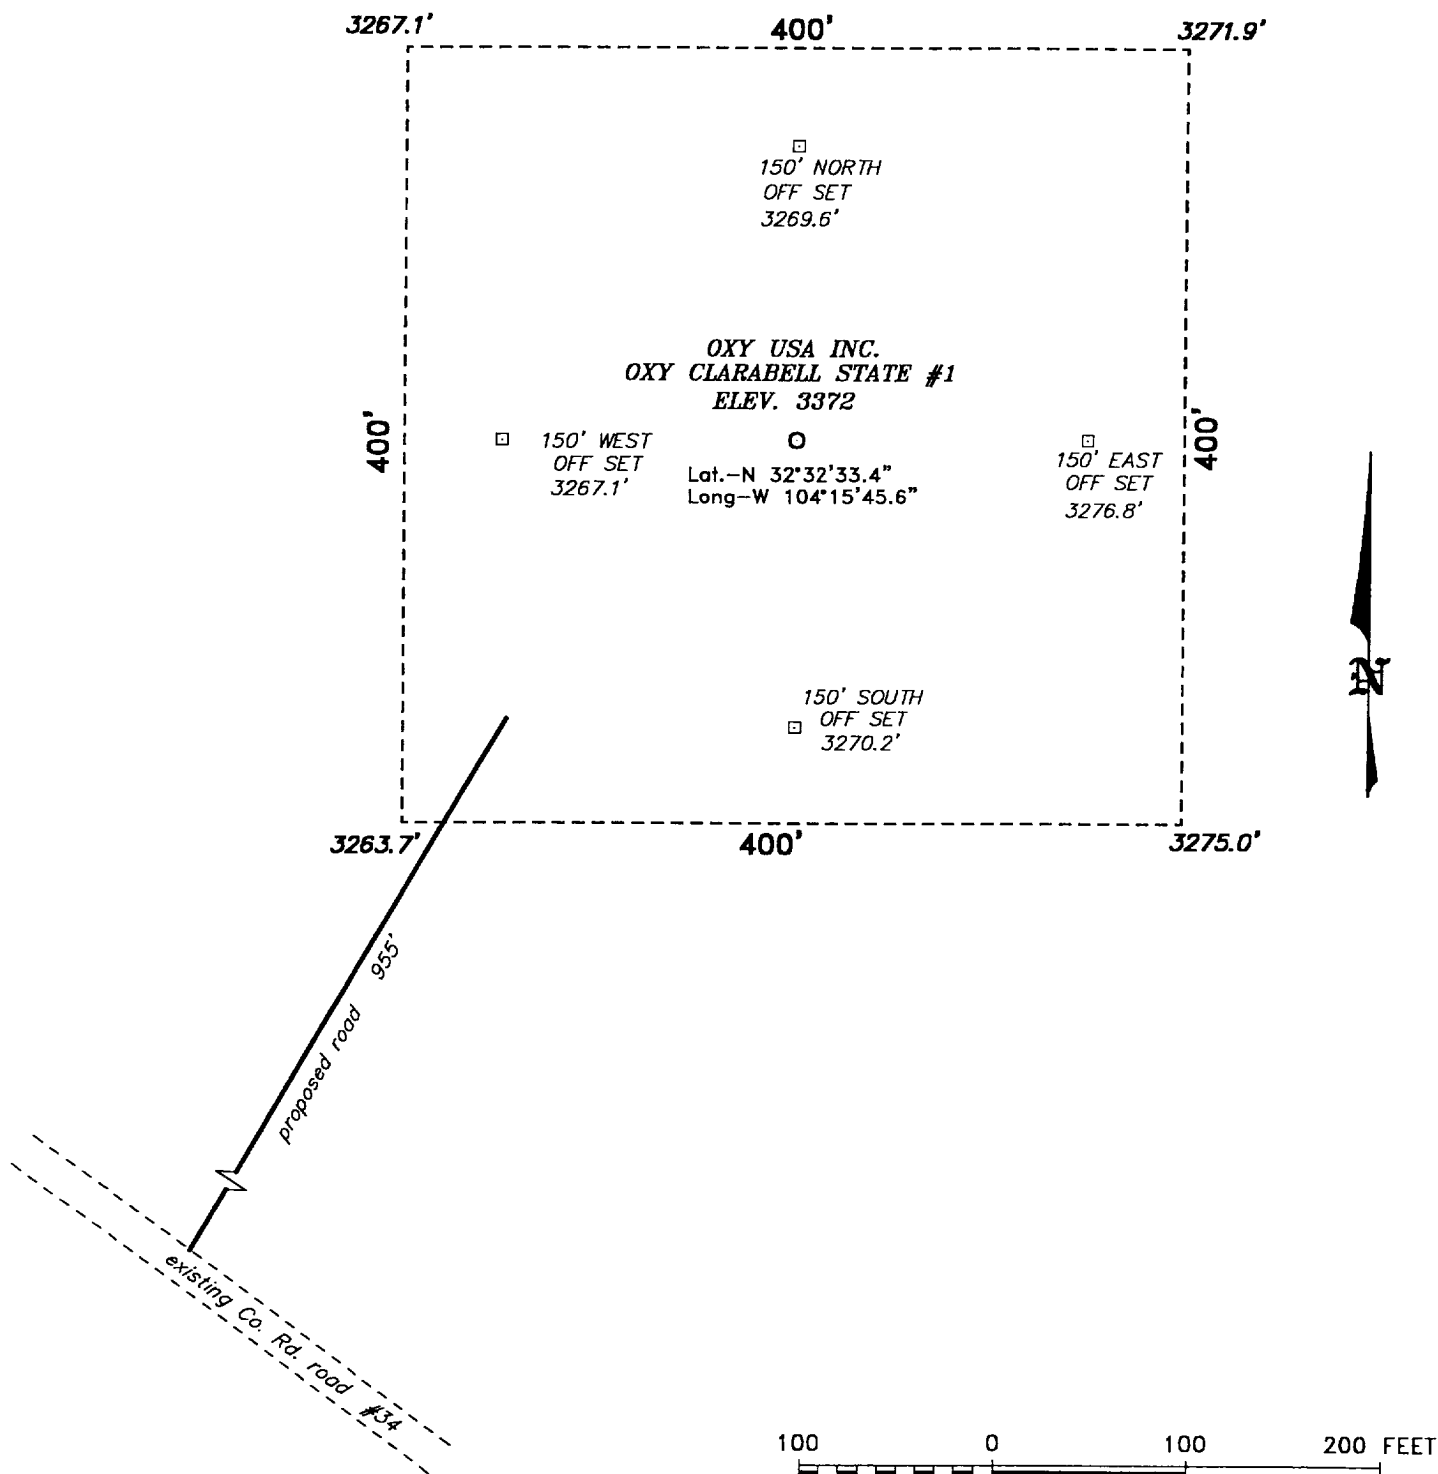 3267.1'
400'
3271.9'
150' NORTH
OFF SET
3269.6'
OXY USA INC.
OXY CLARABELL STATE #1
ELEV. 3372
400'
150' WEST
OFF SET
3267.1'
Lat.-N 32°32'33.4"
Long-W 104°15'45.6"
150' EAST
OFF SET
3276.8'
400'
N
150' SOUTH
OFF SET
3270.2'
3263.7'
400'
3275.0'
proposed road 955'
existing Co. Rd. road #34
100 0 100 200 FEET